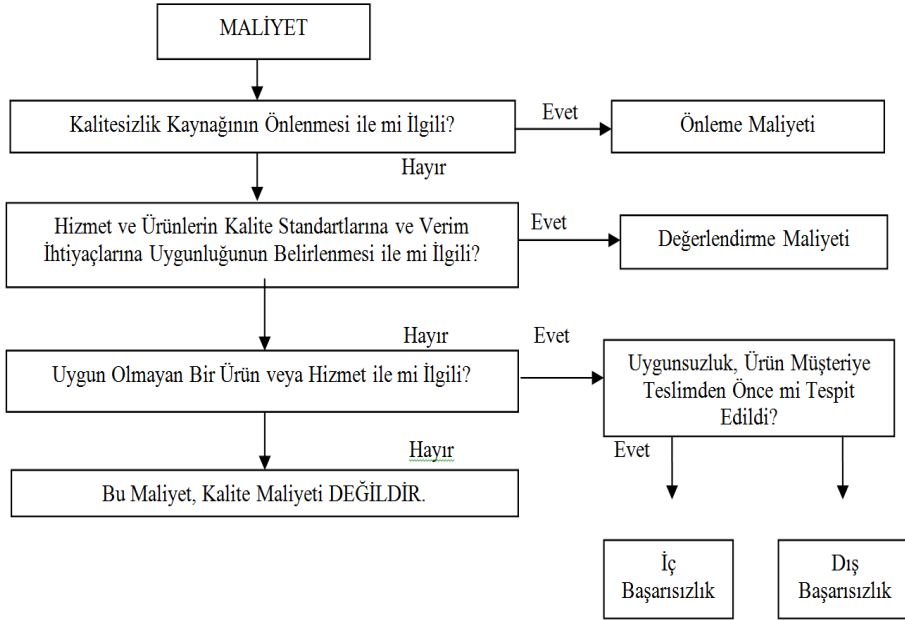 MALİYET
Kalitesizlik Kaynağının Önlenmesi ile mi İlgili?
Evet
Önleme Maliyeti
Hayır
Hizmet ve Ürünlerin Kalite Standartlarına ve Verim
İhtiyaçlarına Uygunluğunun Belirlenmesi ile mi İlgili?
Evet
Değerlendirme Maliyeti
Hayır
Uygun Olmayan Bir Ürün veya Hizmet ile mi İlgili?
Evet
Uygunsuzluk, Ürün Müşteriye
Teslimden Önce mi Tespit
Edildi?
Hayır
Bu Maliyet, Kalite Maliyeti DEĞİLDİR.
Evet
İç
Başarısızlık
Dış
Başarısızlık